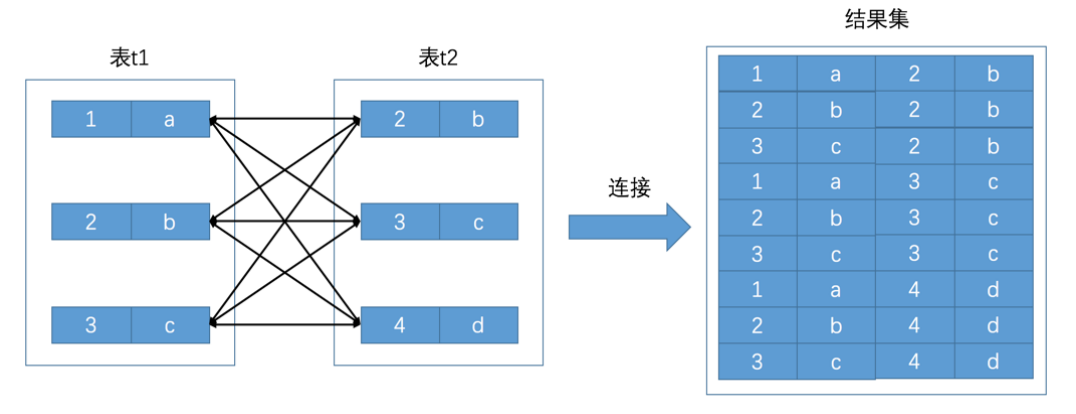 结果集
表t1
表t2
1 a
2 b
2 b
3 c
3 c
4 d
连接
1 a 2 b
2 b 2 b
3 c 2 b
1 a 3 c
2 b 3 c
3 c 3 c
1 a 4 d
2 b 4 d
3 c 4 d